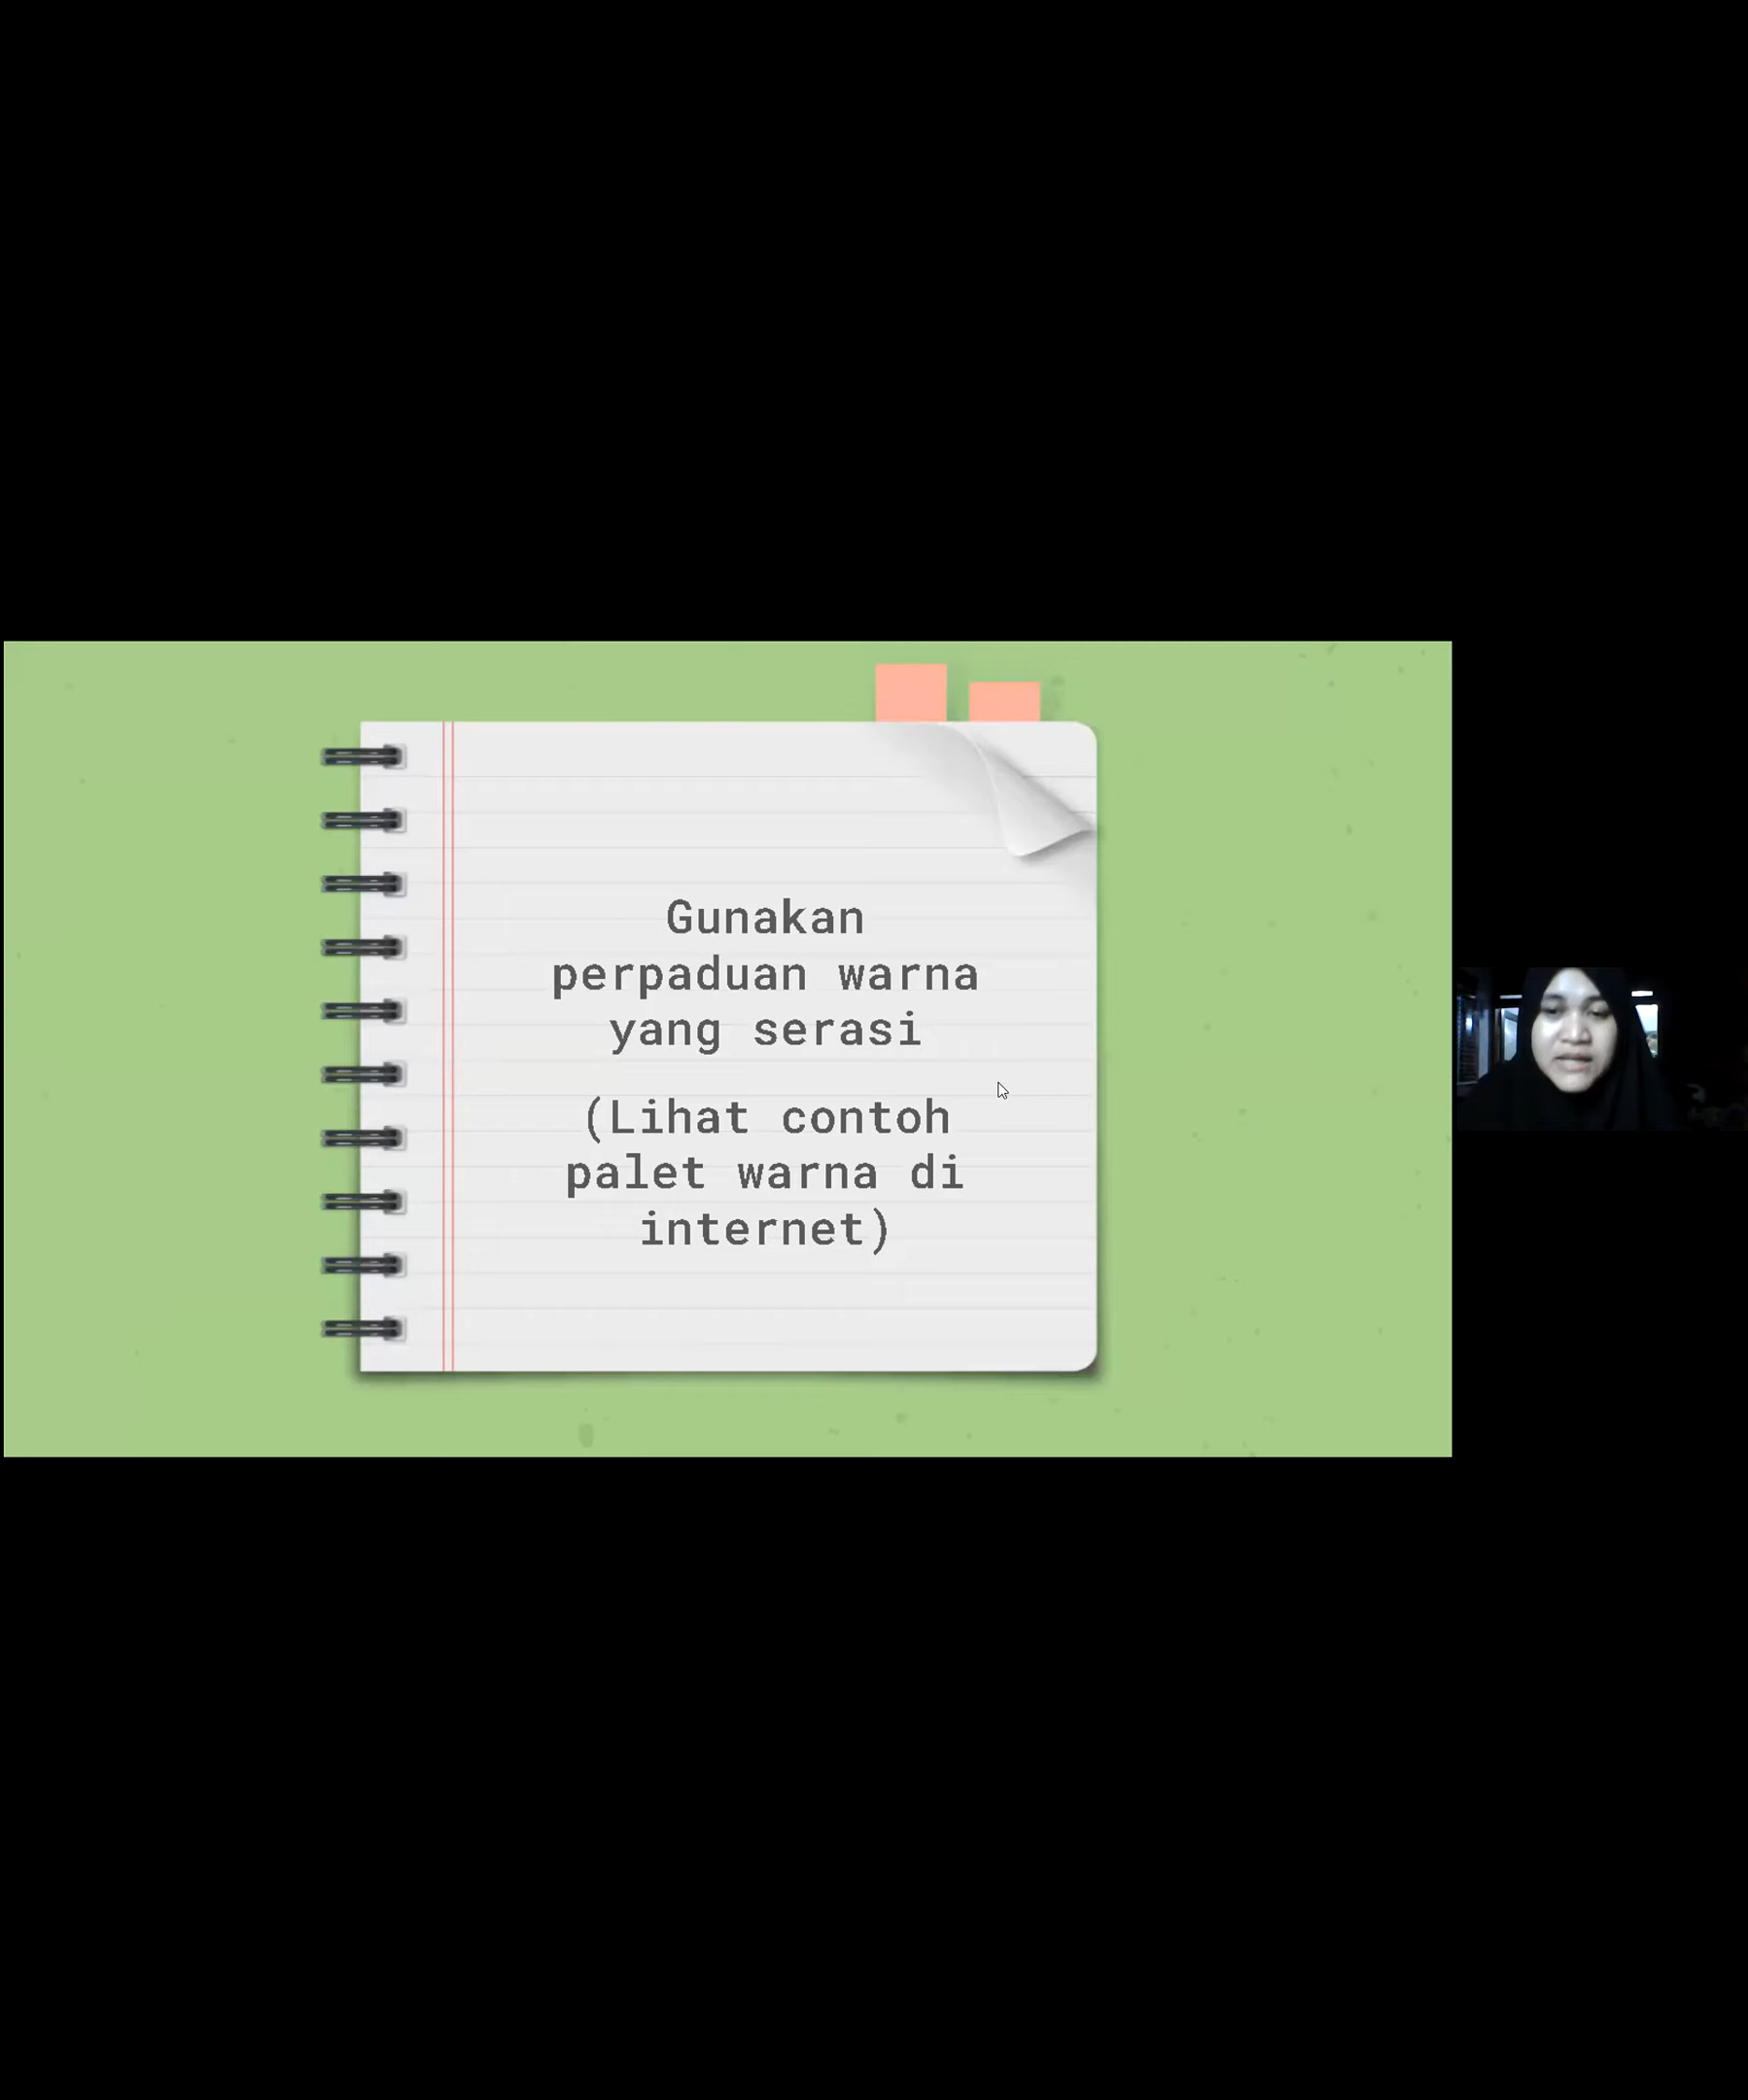 Gunakan
perpaduan warna
yang serasi
(Lihat contoh
palet warna di
internet)